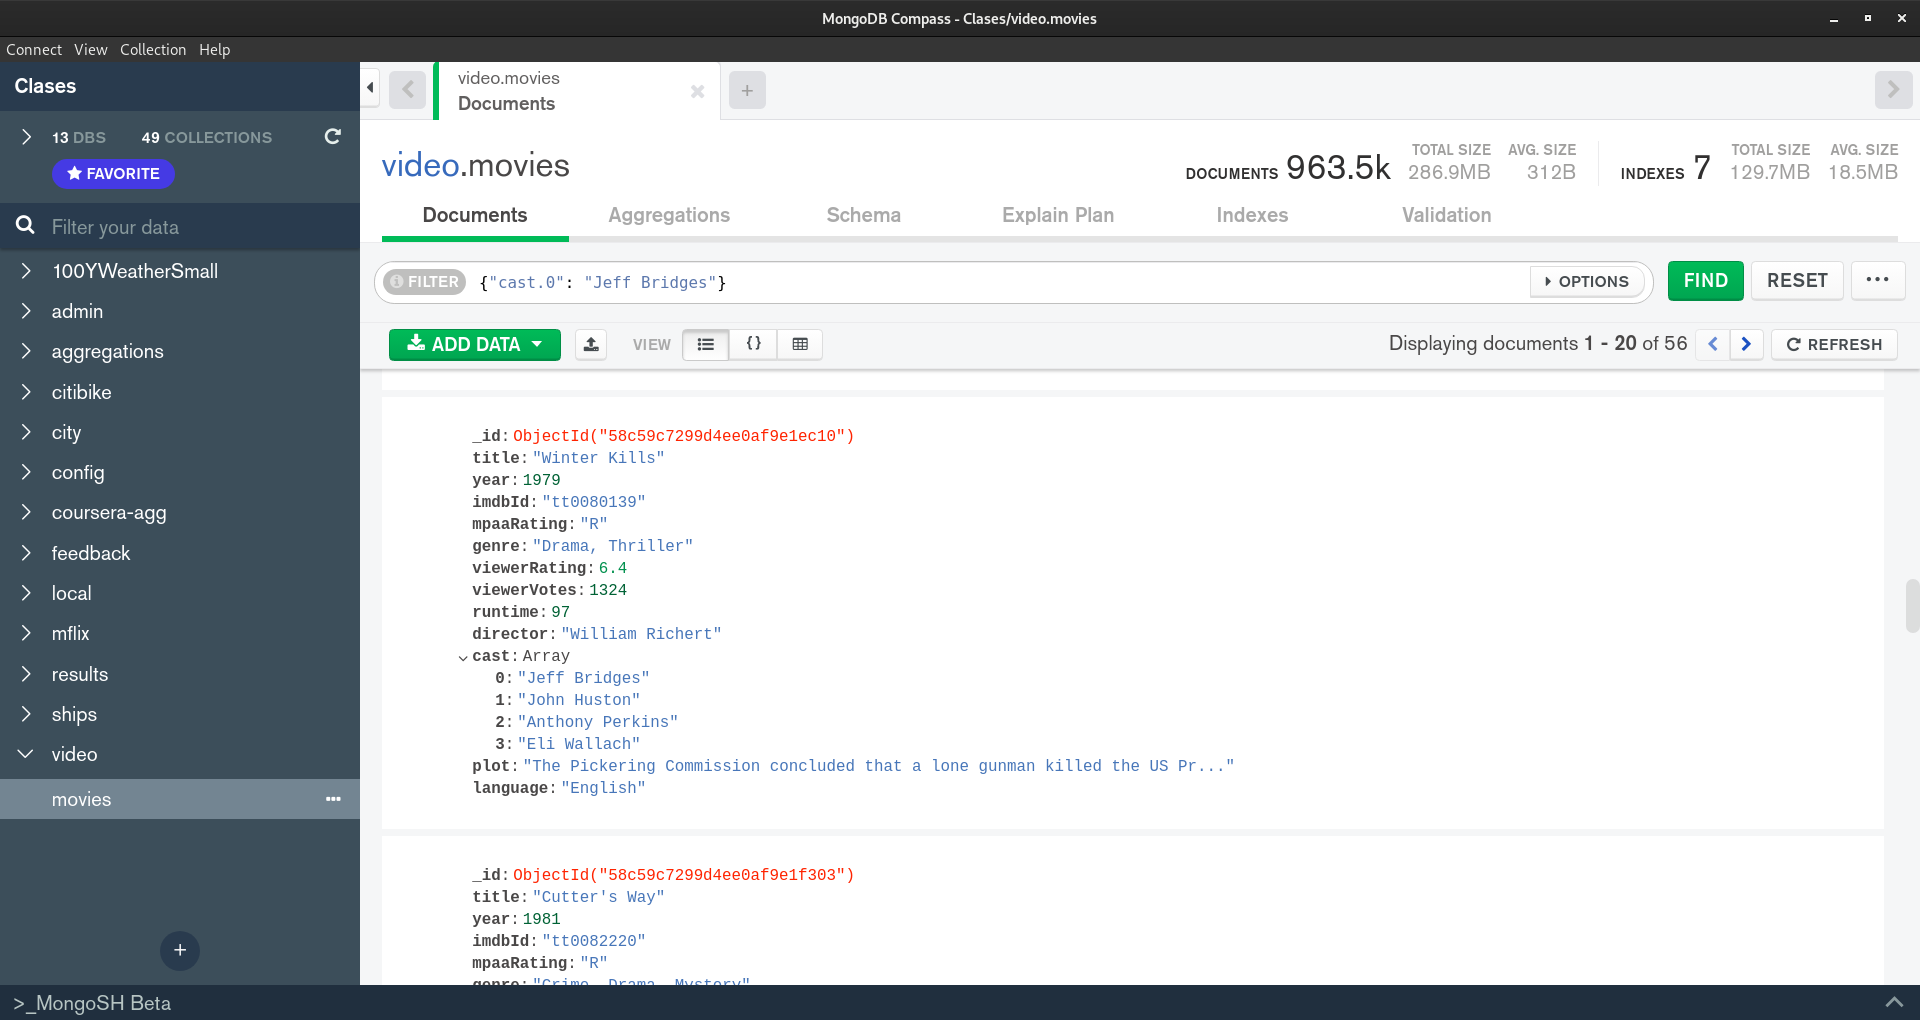 MongoDB Compass - Clases/video.movies
Connect View Collection Help
Clases
13 DBS 49 COLLECTIONS
FAVORITE
Filter your data
100YWeatherSmall
admin
aggregations
citibike
city
config
coursera-agg
feedback
local
mflix
results
ships
video
movies
video.movies
Documents
video.movies
DOCUMENTS 963.5k TOTAL SIZE 286.9MB AVG. SIZE 312B
INDEXES 7 TOTAL SIZE 129.7MB AVG. SIZE 18.5MB
Documents Aggregations Schema Explain Plan Indexes Validation
FILTER {"cast.0": "Jeff Bridges"} OPTIONS FIND RESET ...
ADD DATA VIEW {} Displaying documents 1 - 20 of 56 REFRESH
_id: ObjectId("58c59c7299d4ee0af9e1ec10")
title: "Winter Kills"
year: 1979
imdbId: "tt0080139"
mpaaRating: "R"
genre: "Drama, Thriller"
viewerRating: 6.4
viewerVotes: 1324
runtime: 97
director: "William Richert"
cast: Array
0: "Jeff Bridges"
1: "John Huston"
2: "Anthony Perkins"
3: "Eli Wallach"
plot: "The Pickering Commission concluded that a lone gunman killed the US Pr..."
language: "English"
_id: ObjectId("58c59c7299d4ee0af9e1f303")
title: "Cutter's Way"
year: 1981
imdbId: "tt0082220"
mpaaRating: "R"
genre: "Crime, Drama, Mystery"
>_MongoSH Beta